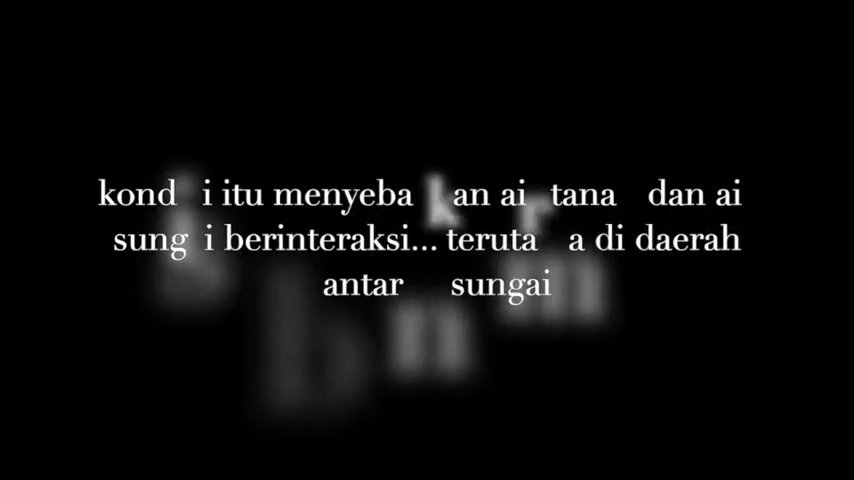 kond i itu menyeba k an ai r tana dan ai
sung i berinteraksi... teruta m a di daerah
antar sungai